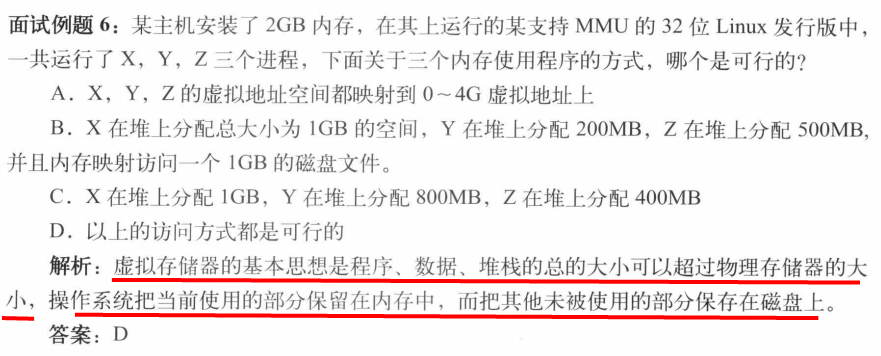 面试例题 6：某主机安装了 2GB 内存，在其上运行的某支持 MMU 的 32 位 Linux 发行版中，
一共运行了 X，Y，Z 三个进程，下面关于三个内存使用程序的方式，哪个是可行的？
A．X，Y，Z 的虚拟地址空间都映射到 0～4G 虚拟地址上
B．X 在堆上分配总大小为 1GB 的空间，Y 在堆上分配 200MB，Z 在堆上分配 500MB，
并且内存映射访问一个 1GB 的磁盘文件。
C．X 在堆上分配 1GB，Y 在堆上分配 800MB，Z 在堆上分配 400MB
D．以上的访问方式都是可行的
解析：虚拟存储器的基本思想是程序、数据、堆栈的总的大小可以超过物理存储器的大
小，操作系统把当前使用的部分保留在内存中，而把其他未被使用的部分保存在磁盘上。
答案：D